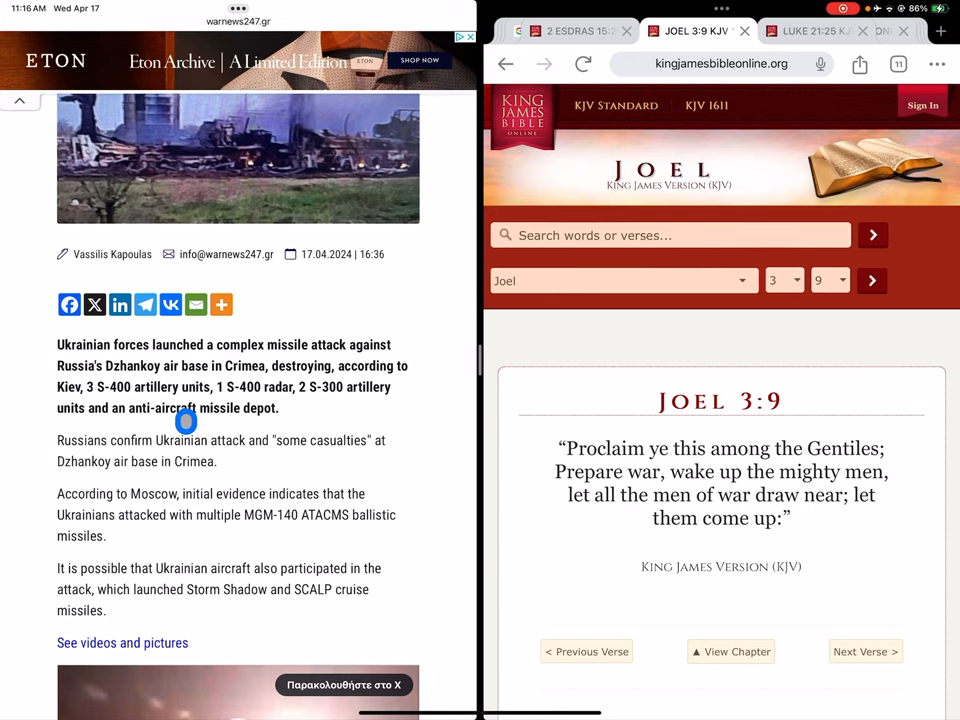 11:16 AM Wed Apr 17
warnews247.gr
86%
ETON
Eton Archive | A Limited Edition
ETON
SHOP NOW
Vassilis Kapoulas
info@warnews247.gr
17.04.2024 | 16:36
Ukrainian forces launched a complex missile attack against
Russia's Dzhankoy air base in Crimea, destroying, according to
Kiev, 3 S-400 artillery units, 1 S-400 radar, 2 S-300 artillery
units and an anti-aircraft missile depot.
Russians confirm Ukrainian attack and "some casualties" at
Dzhankoy air base in Crimea.
According to Moscow, initial evidence indicates that the
Ukrainians attacked with multiple MGM-140 ATACMS ballistic
missiles.
It is possible that Ukrainian aircraft also participated in the
attack, which launched Storm Shadow and SCALP cruise
missiles.
See videos and pictures
Παρακολουθήστε στο X
2 ESDRAS 15:2
JOEL 3:9 KJV
LUKE 21:25 KJV
kingjamesbibleonline.org
11
KING
JAMES
BIBLE
ONLINE
KJV STANDARD
KJV 1611
Sign In
JOEL
KING JAMES VERSION (KJV)
Search words or verses...
Joel
3
9
JOEL 3:9
“Proclaim ye this among the Gentiles;
Prepare war, wake up the mighty men,
let all the men of war draw near; let
them come up:”
KING JAMES VERSION (KJV)
< Previous Verse
▲ View Chapter
Next Verse >